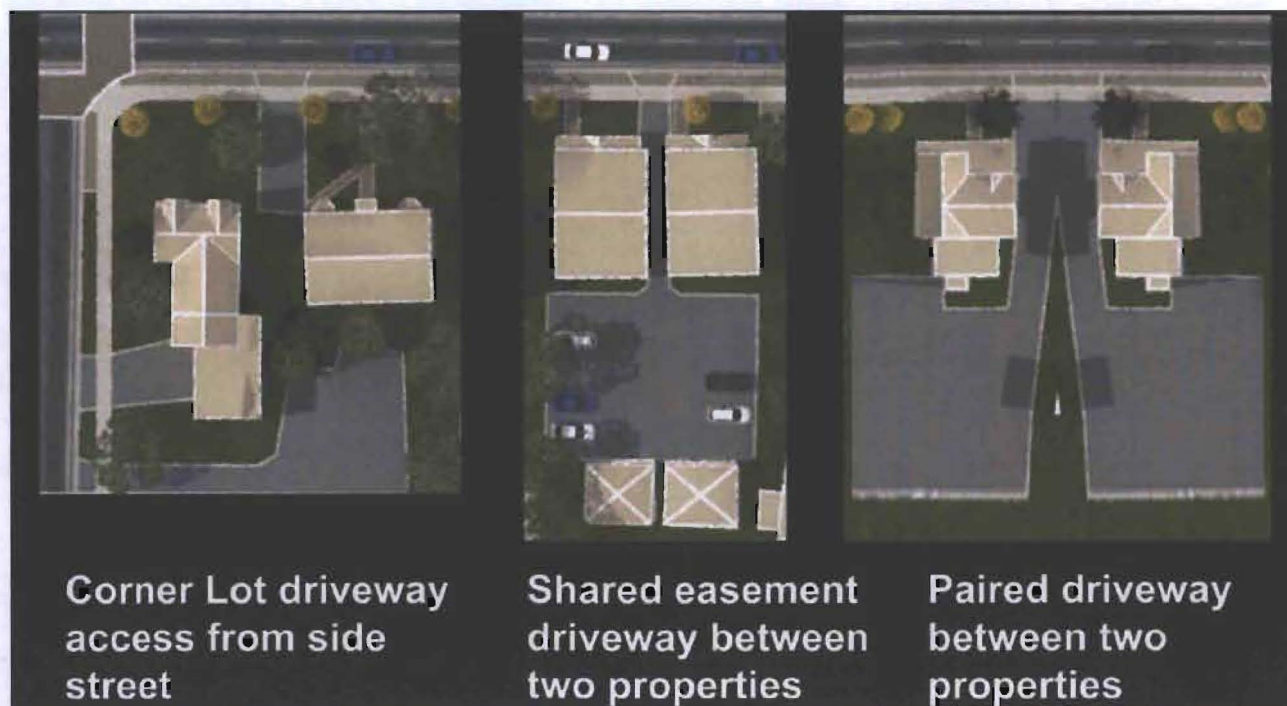 Corner Lot driveway
access from side
street
Shared easement
driveway between
two properties
Paired driveway
between two
properties